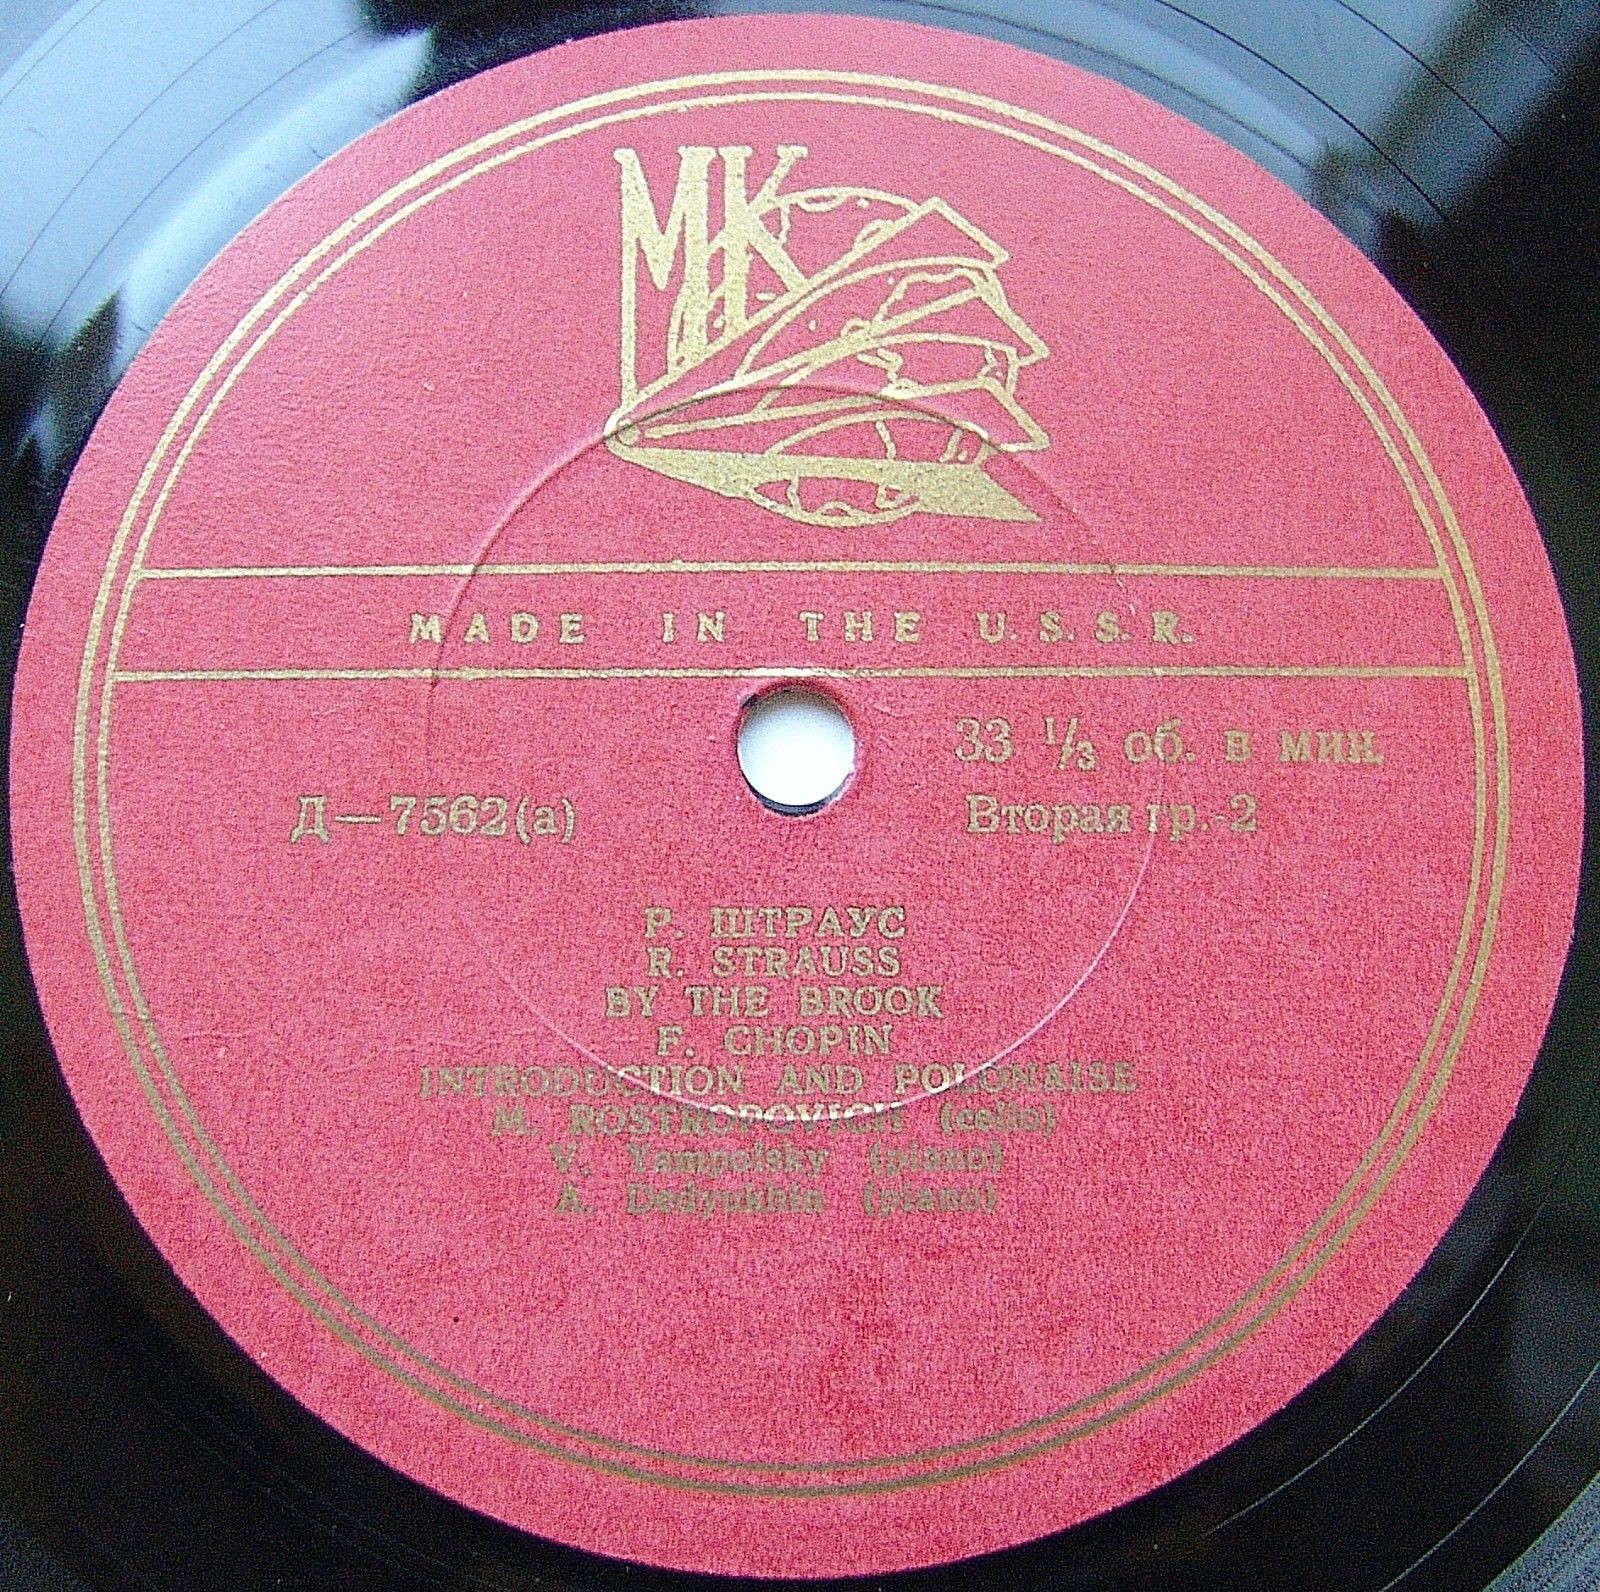 МК
MADE IN THE U.S.S.R.
33 1/3 об. в мин.
Д—7562(а)
Вторая гр.-2
Р. ШТРАУС
R. STRAUSS
BY THE BROOK
F. CHOPIN
INTRODUCTION AND POLONAISE
M. ROSTROPOVICH (cello)
V. Yampolsky (piano)
A. Dedyukhin (piano)